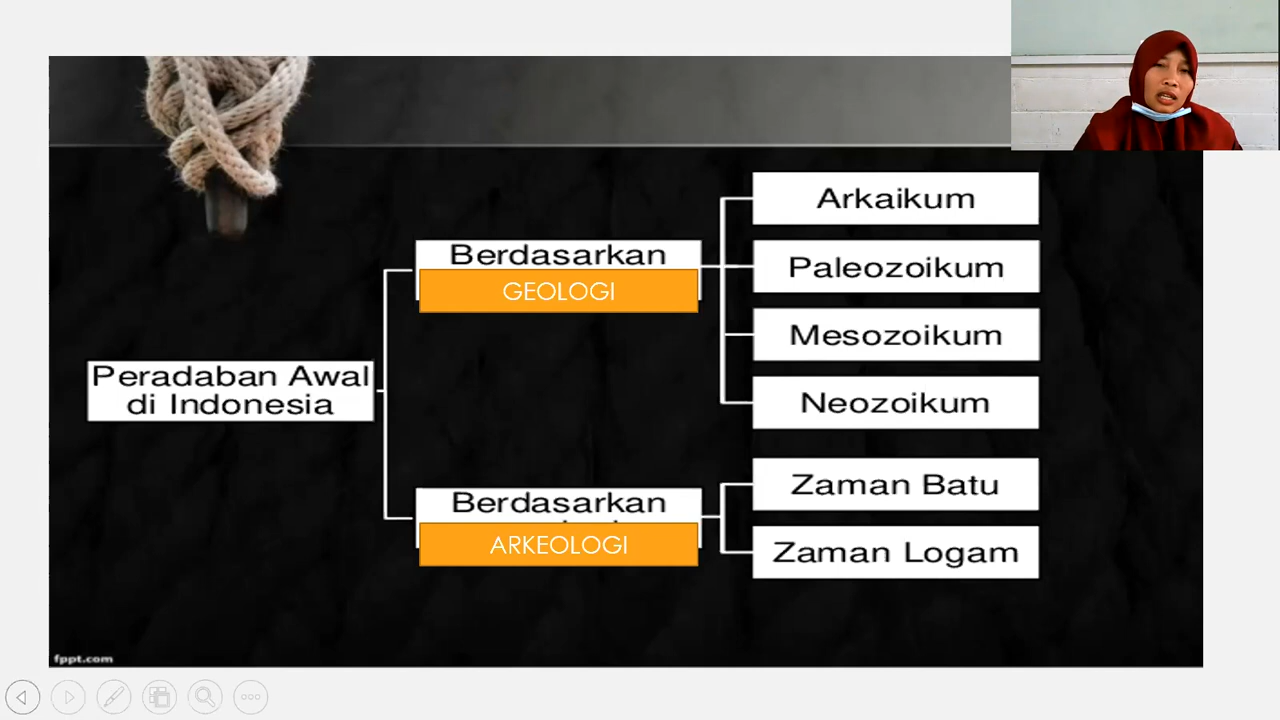 Peradaban Awal
di Indonesia
Berdasarkan
GEOLOGI
Arkaikum
Paleozoikum
Mesozoikum
Neozoikum
Berdasarkan
ARKEOLOGI
Zaman Batu
Zaman Logam
fppt.com